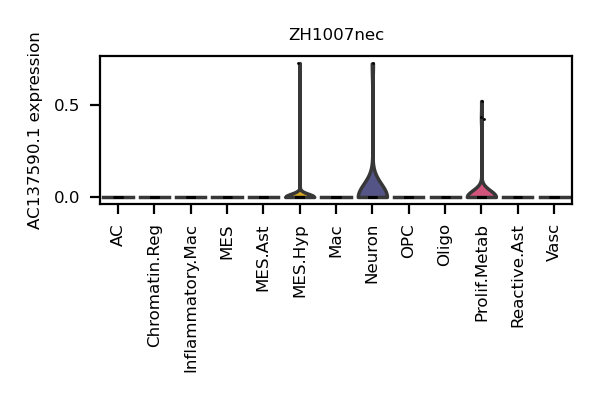 ZH1007nec
AC137590.1 expression
0.5
0.0
AC
Chromatin.Reg
Inflammatory.Mac
MES
MES.Ast
MES.Hyp
Mac
Neuron
OPC
Oligo
Prolif.Metab
Reactive.Ast
Vasc